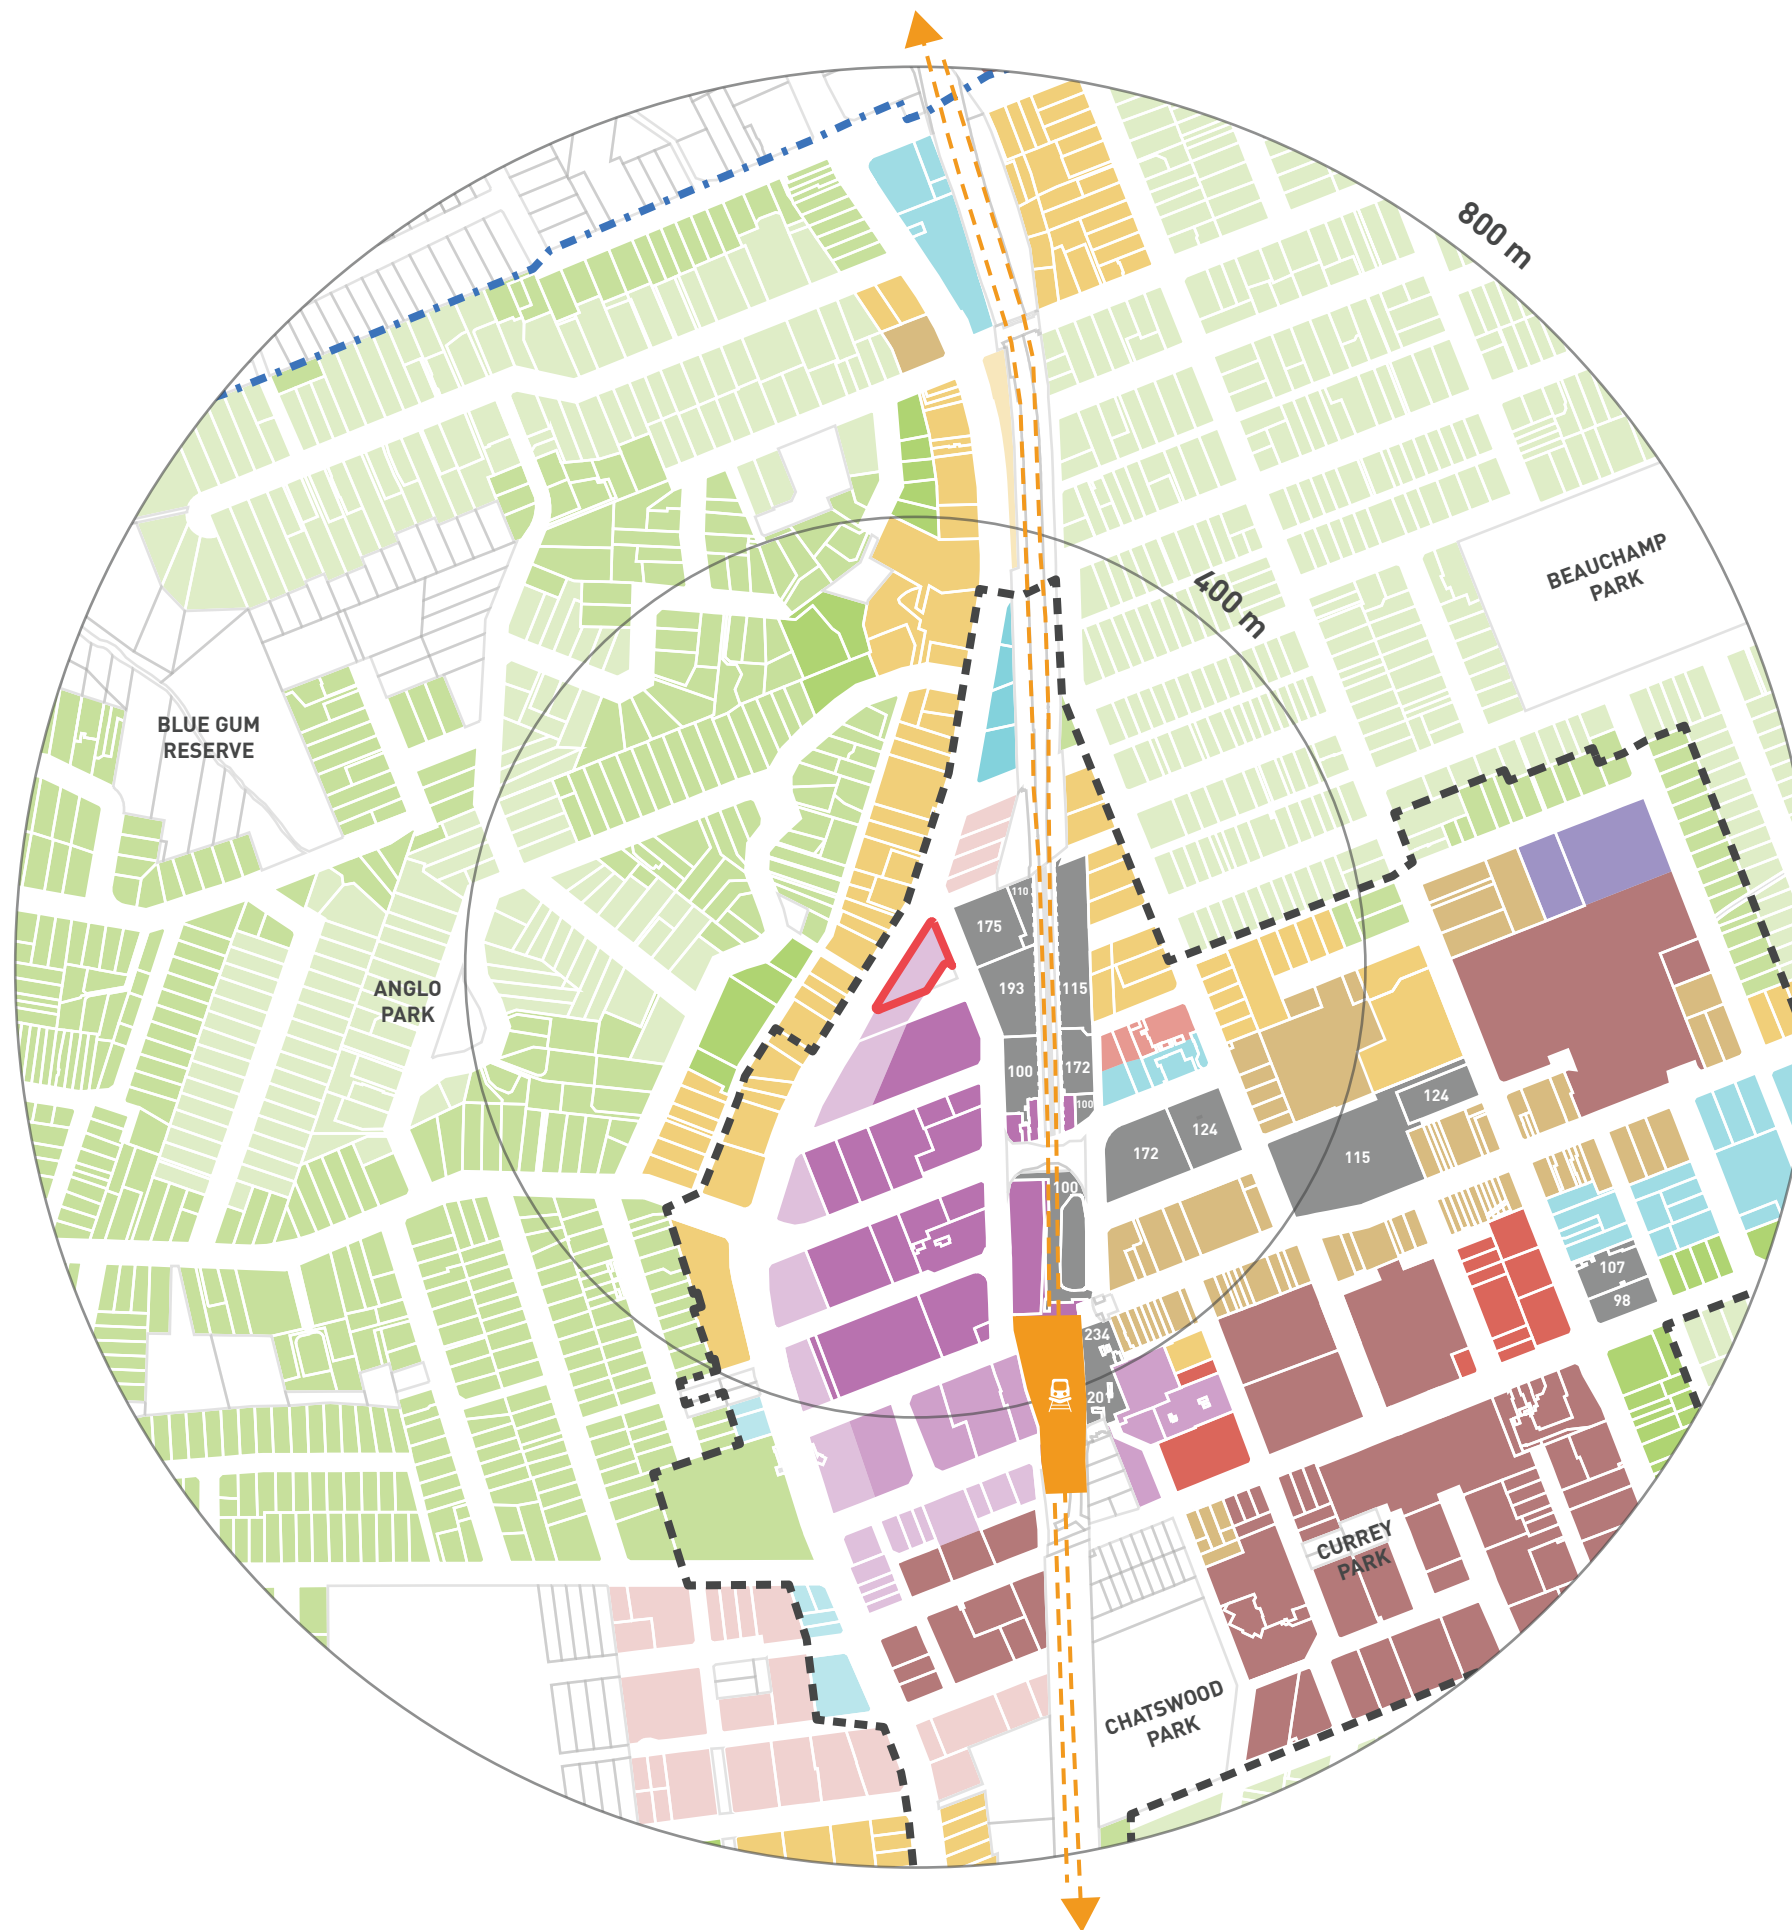 800 m
400 m
BEAUCHAMP
PARK
BLUE GUM
RESERVE
110
175
ANGLO
PARK
193
115
100
172
100
124
124
172
115
100
107
98
234
201
CURREY
PARK
CHATSWOOD
PARK